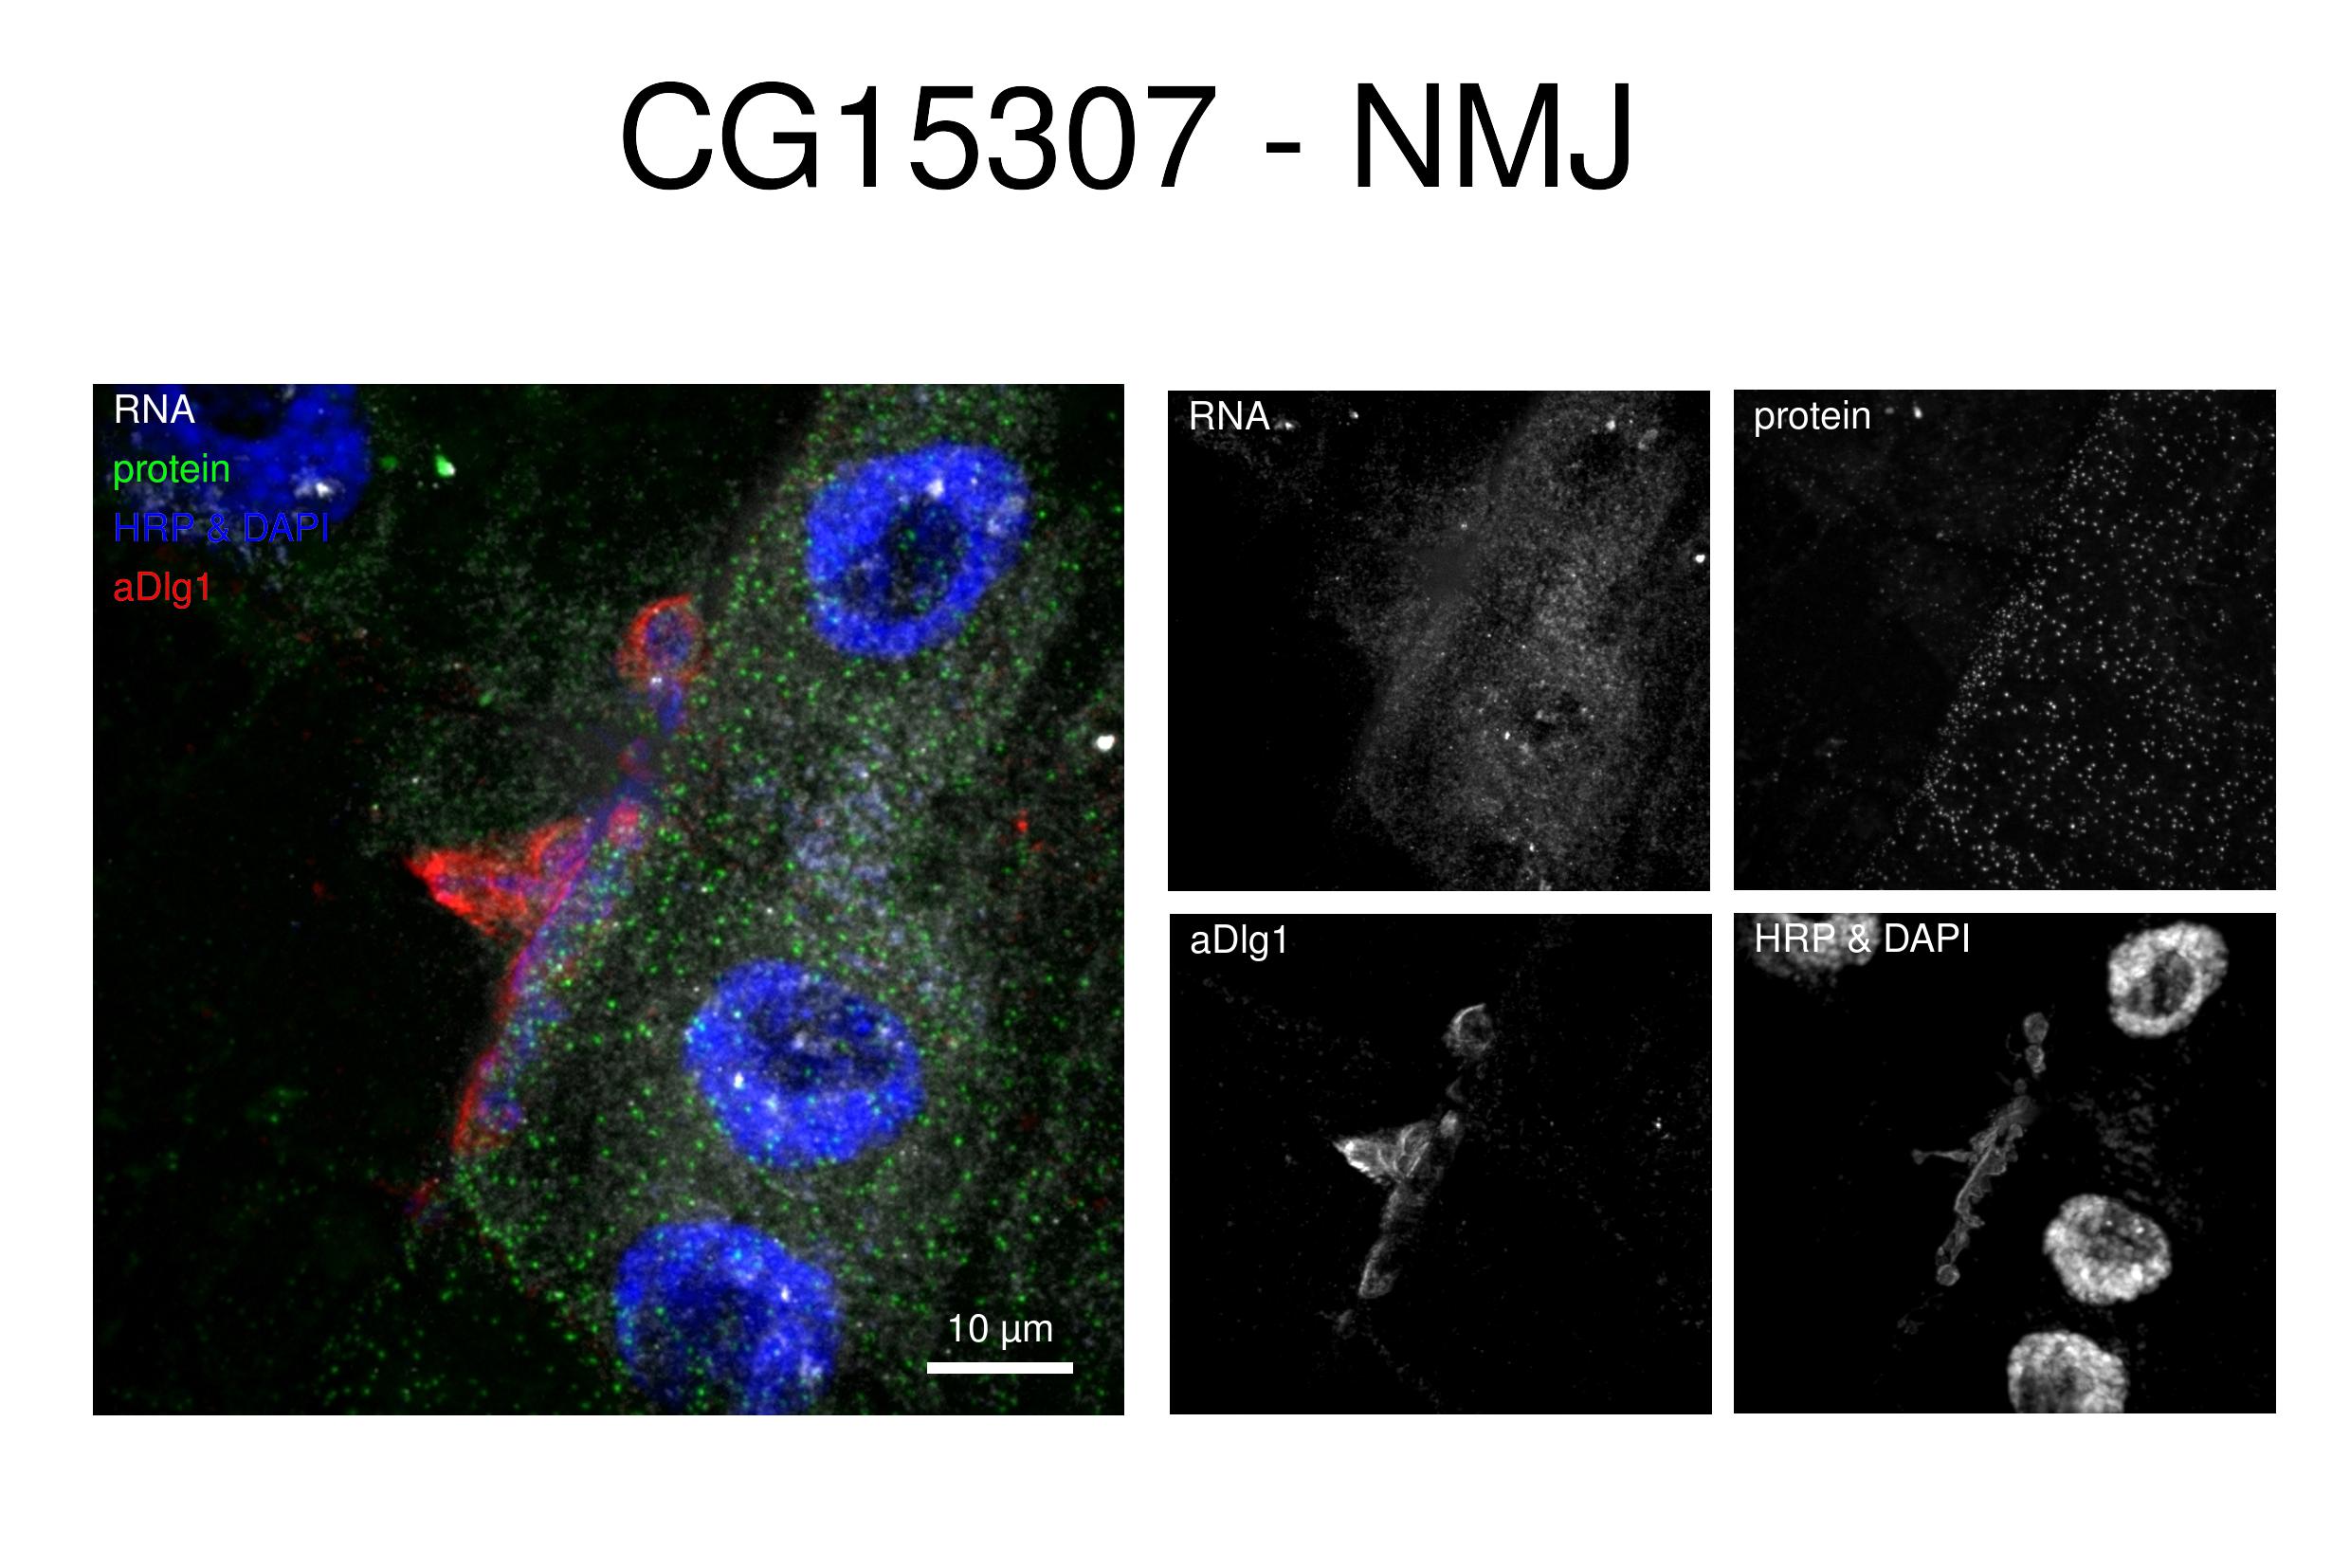 CG15307 - NMJ
RNA
protein
HRP & DAPI
aDlg1
10 µm
RNA
protein
aDlg1
HRP & DAPI